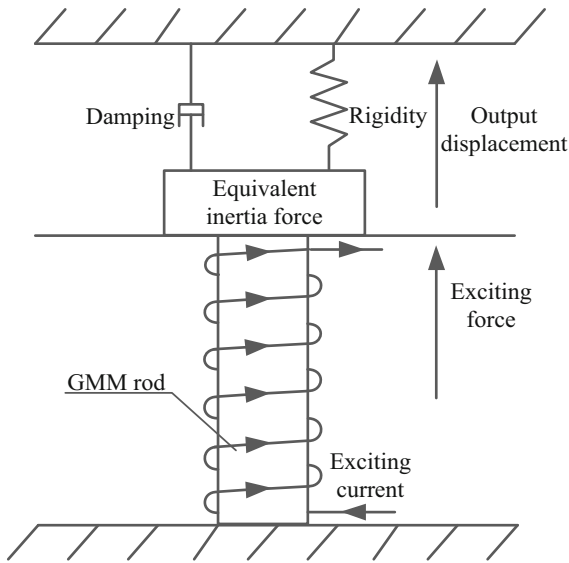 Damping
Rigidity
Output
displacement
Equivalent
inertia force
Exciting
force
GMM rod
Exciting
current